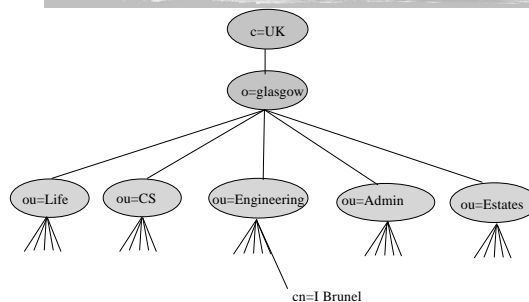 c=UK
o=glasgow
ou=Life
ou=CS
ou=Engineering
ou=Admin
ou=Estates
cn=I Brunel